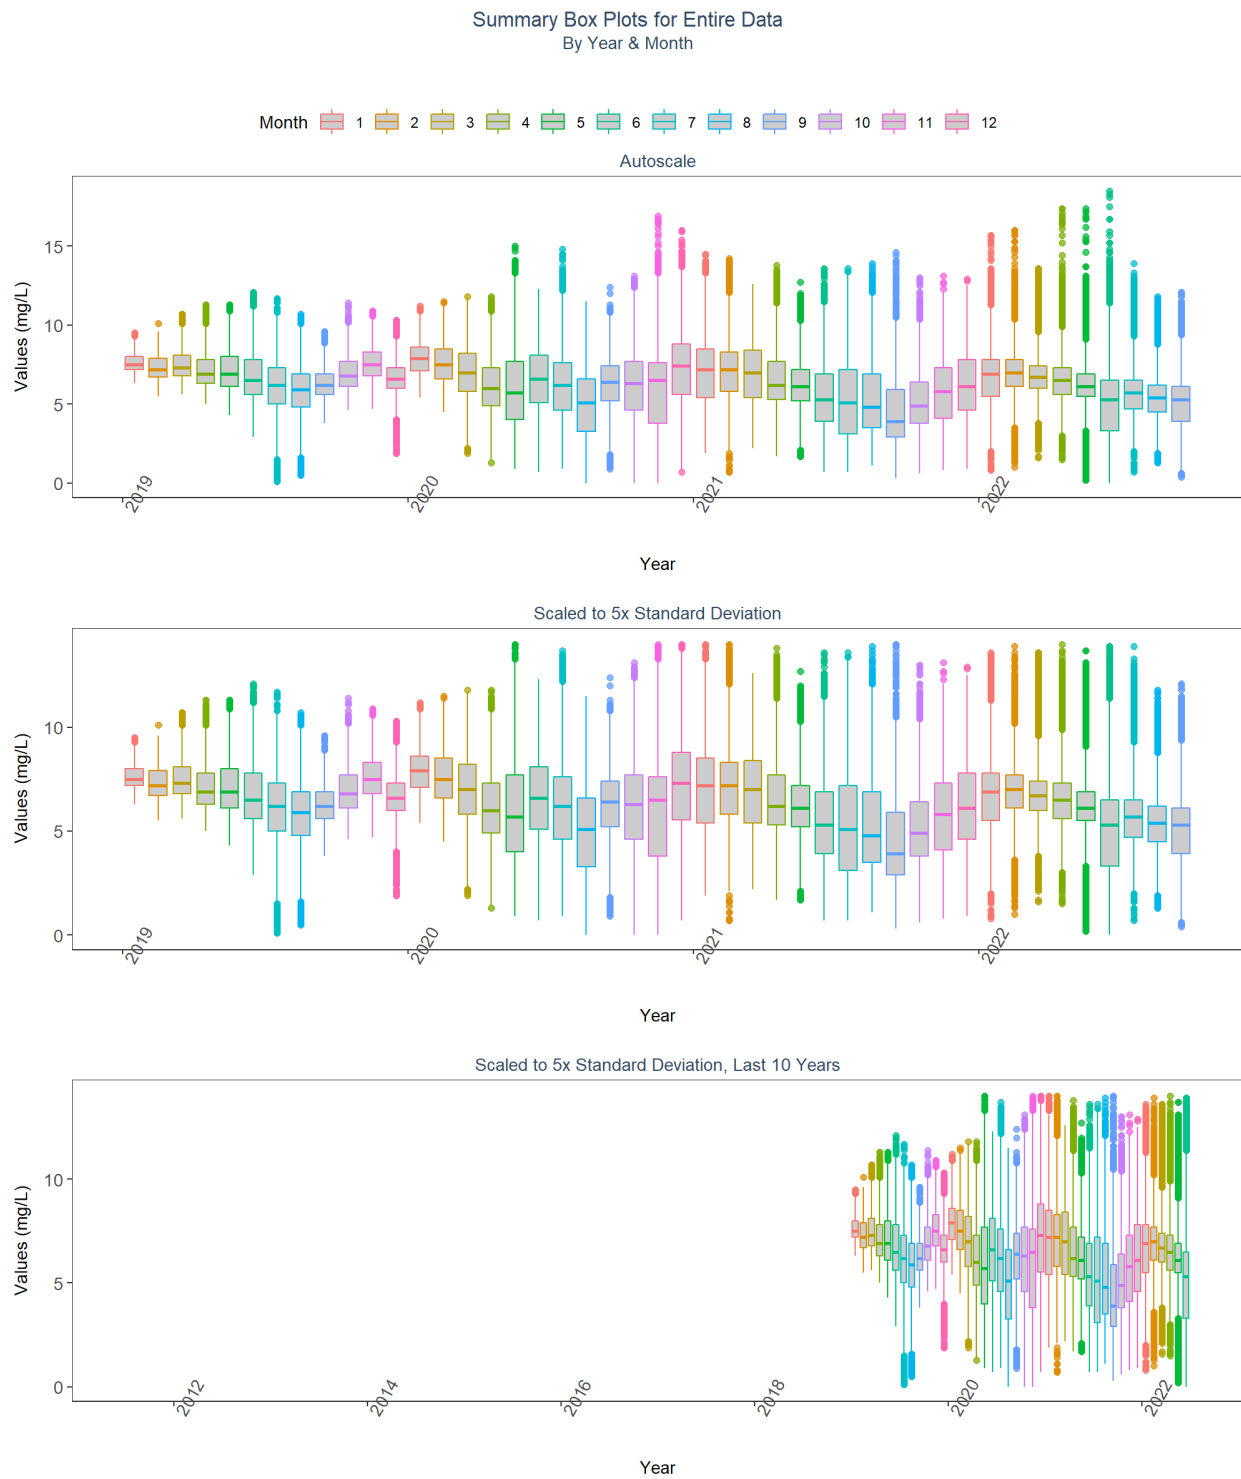 Summary Box Plots for Entire Data
By Year & Month
Month 1 2 3 4 5 6 7 8 9 10 11 12
Autoscale
Values (mg/L)
15
10
5
0
2019 2020 2021 2022
Year
Scaled to 5x Standard Deviation
Values (mg/L)
10
5
0
2019 2020 2021 2022
Year
Scaled to 5x Standard Deviation, Last 10 Years
Values (mg/L)
10
5
0
2012 2014 2016 2018 2020 2022
Year